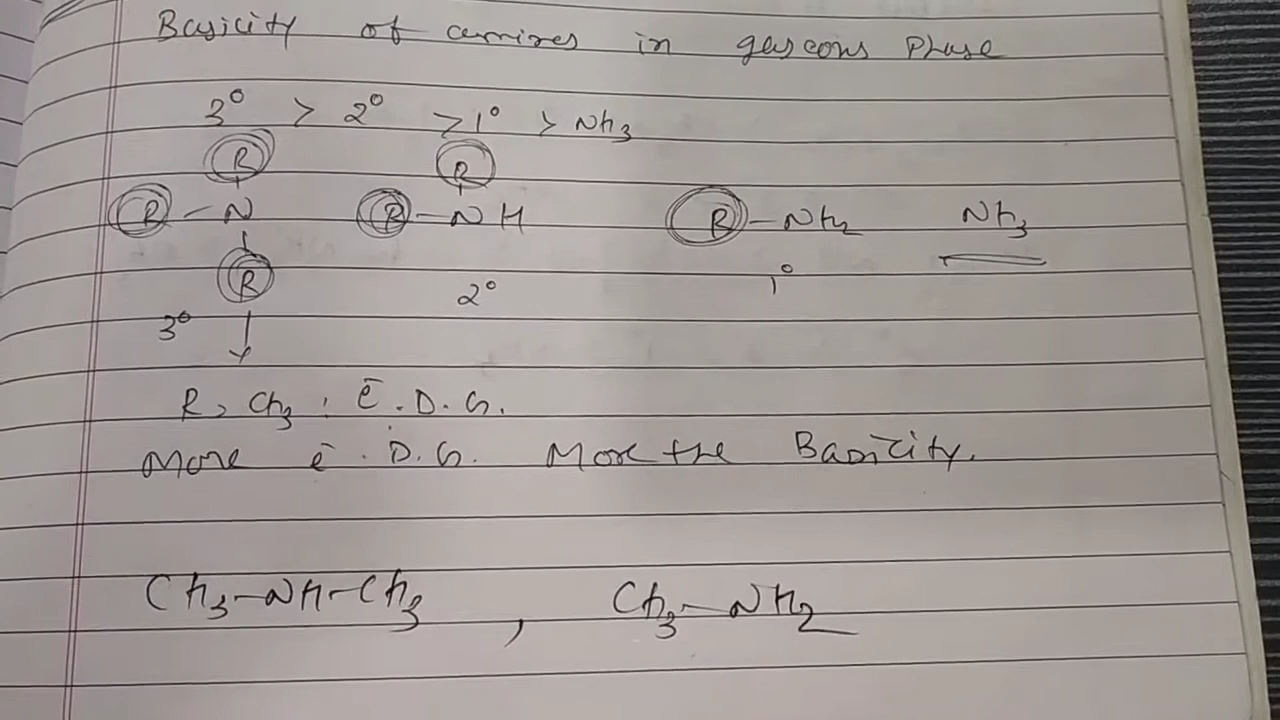 Basicity of amines in gaseous Phase
3° > 2° > 1° > NH3
R R
R - N R - NH R - NH2 NH3
R 1°
2°
3°
R, CH3 : e̅.D.G.
More e̅.D.G. More the Basicity.
CH3-NH-CH3 , CH3-NH2